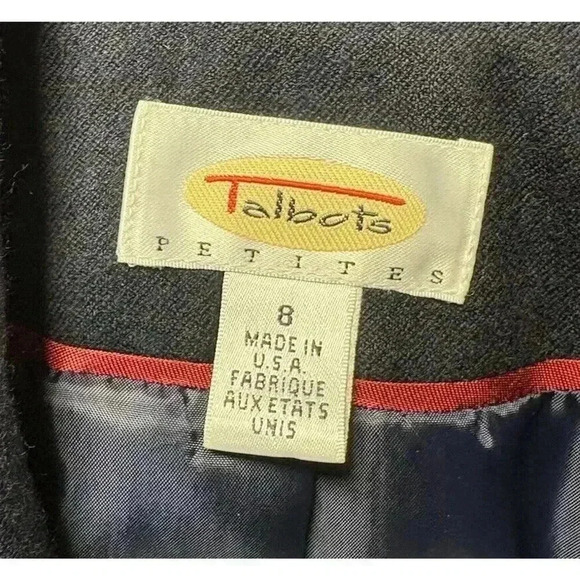 Talbots
PETITES
8
MADE IN
U.S.A.
FABRIQUE
AUX ETATS
UNIS